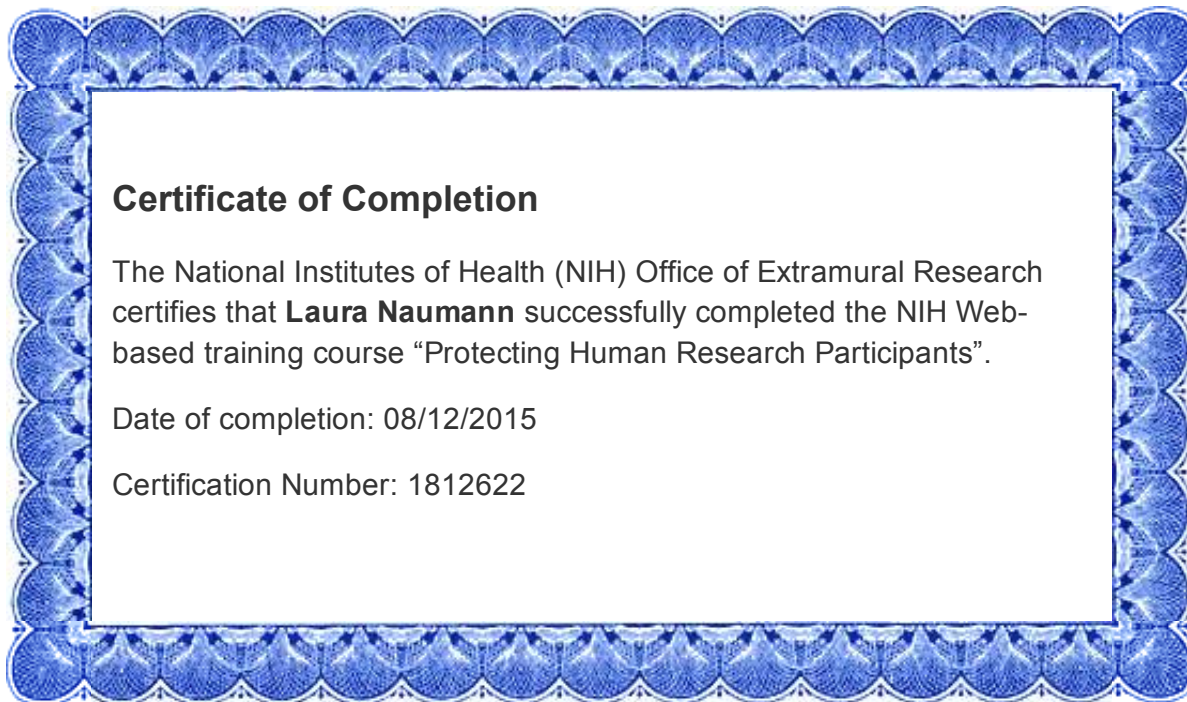 Certificate of Completion
The National Institutes of Health (NIH) Office of Extramural Research
certifies that Laura Naumann successfully completed the NIH Web-
based training course “Protecting Human Research Participants”.
Date of completion: 08/12/2015
Certification Number: 1812622